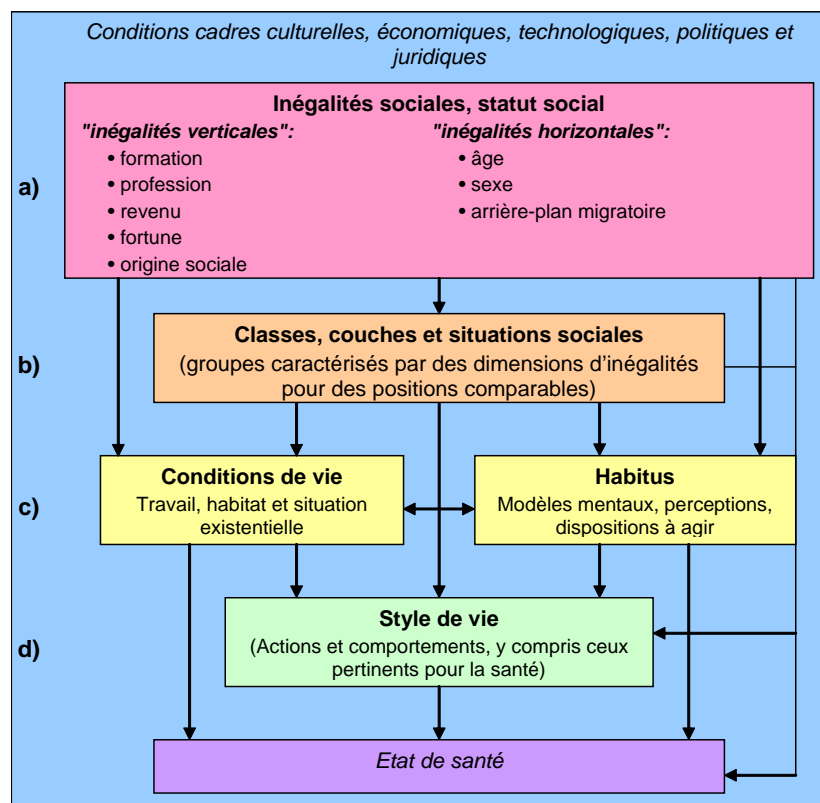 Conditions cadres culturelles, économiques, technologiques, politiques et
juridiques
Inégalités sociales, statut social
"inégalités verticales":
• formation
• profession
• revenu
• fortune
• origine sociale
"inégalités horizontales":
• âge
• sexe
• arrière-plan migratoire
a)
Classes, couches et situations sociales
(groupes caractérisés par des dimensions d'inégalités
pour des positions comparables)
b)
Conditions de vie
Travail, habitat et situation
existentielle
Habitus
Modèles mentaux, perceptions,
dispositions à agir
c)
Style de vie
(Actions et comportements, y compris ceux
pertinents pour la santé)
d)
Etat de santé